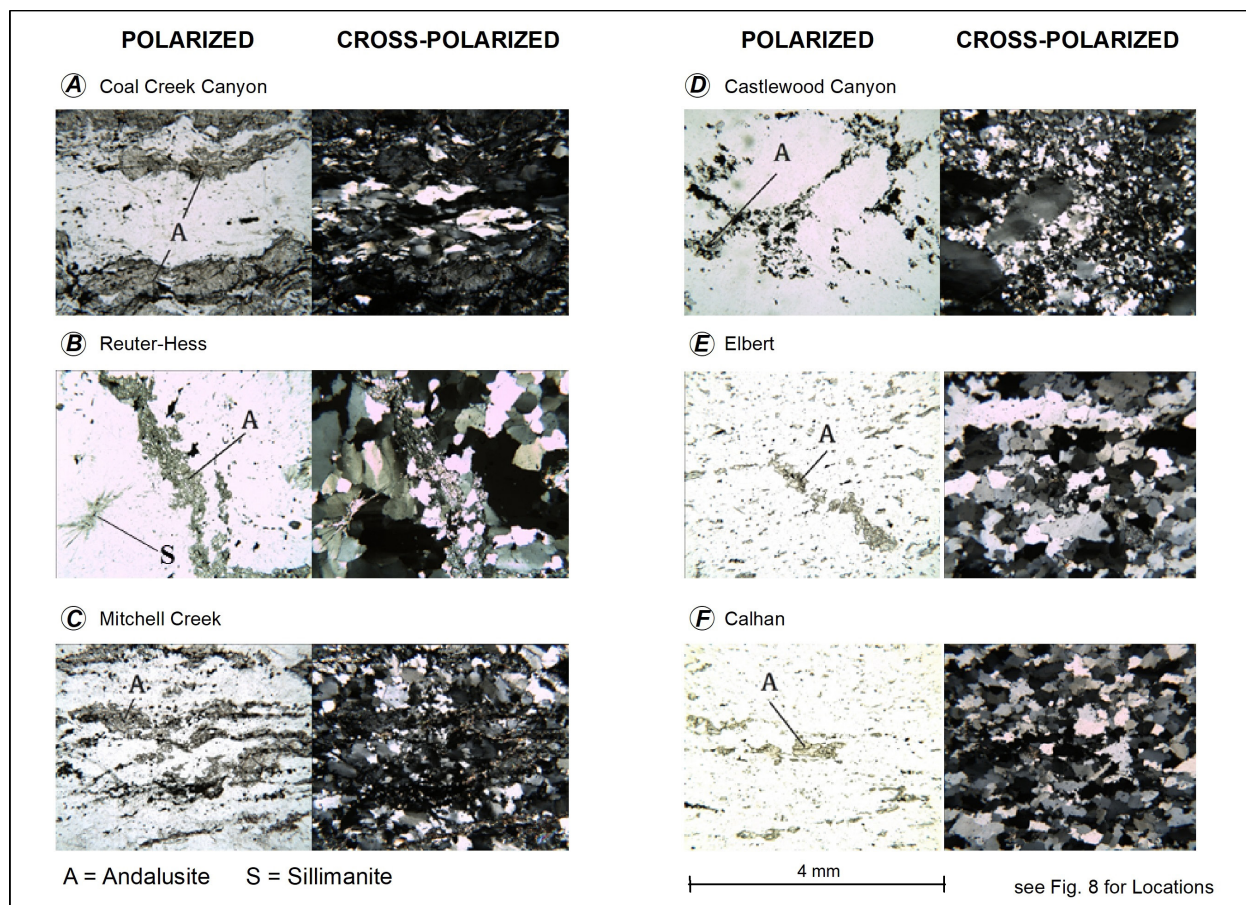 POLARIZED CROSS-POLARIZED
A Coal Creek Canyon
A
B Reuter-Hess
A
S
C Mitchell Creek
A
A = Andalusite S = Sillimanite
POLARIZED CROSS-POLARIZED
D Castlewood Canyon
A
E Elbert
A
F Calhan
A
4 mm
see Fig. 8 for Locations